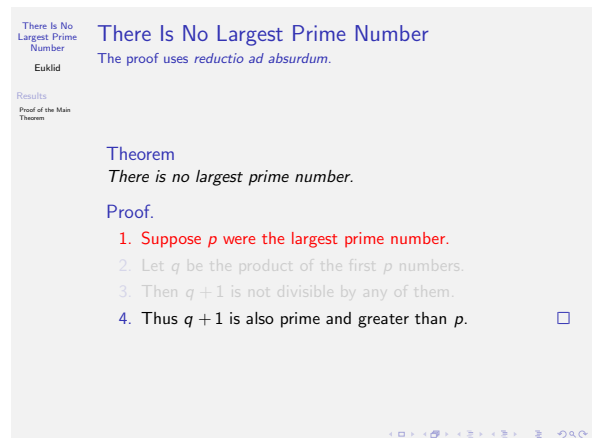 There Is No
Largest Prime
Number
Euklid
Results
Proof of the Main
Theorem
There Is No Largest Prime Number
The proof uses reductio ad absurdum.
Theorem
There is no largest prime number.
Proof.
1. Suppose p were the largest prime number.
2. Let q be the product of the first p numbers.
3. Then q + 1 is not divisible by any of them.
4. Thus q + 1 is also prime and greater than p.